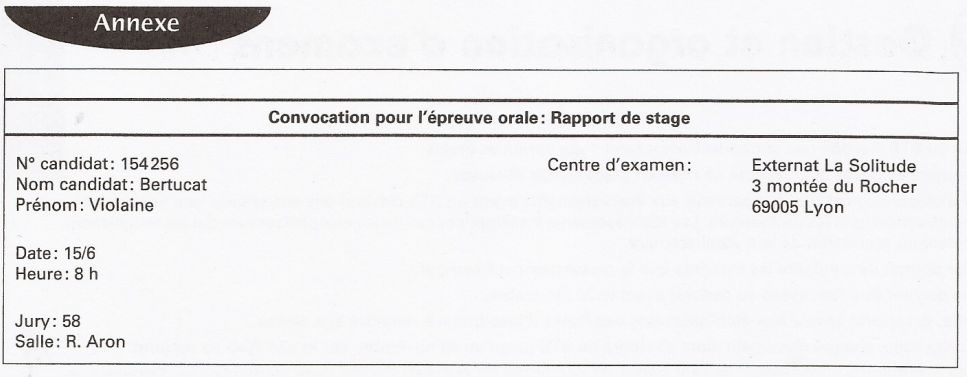 Annexe
Convocation pour l'épreuve orale : Rapport de stage
N° candidat : 154256
Nom candidat : Bertucat
Prénom : Violaine
Centre d'examen :
Externat La Solitude
3 montée du Rocher
69005 Lyon
Date : 15/6
Heure : 8 h
Jury : 58
Salle : R. Aron